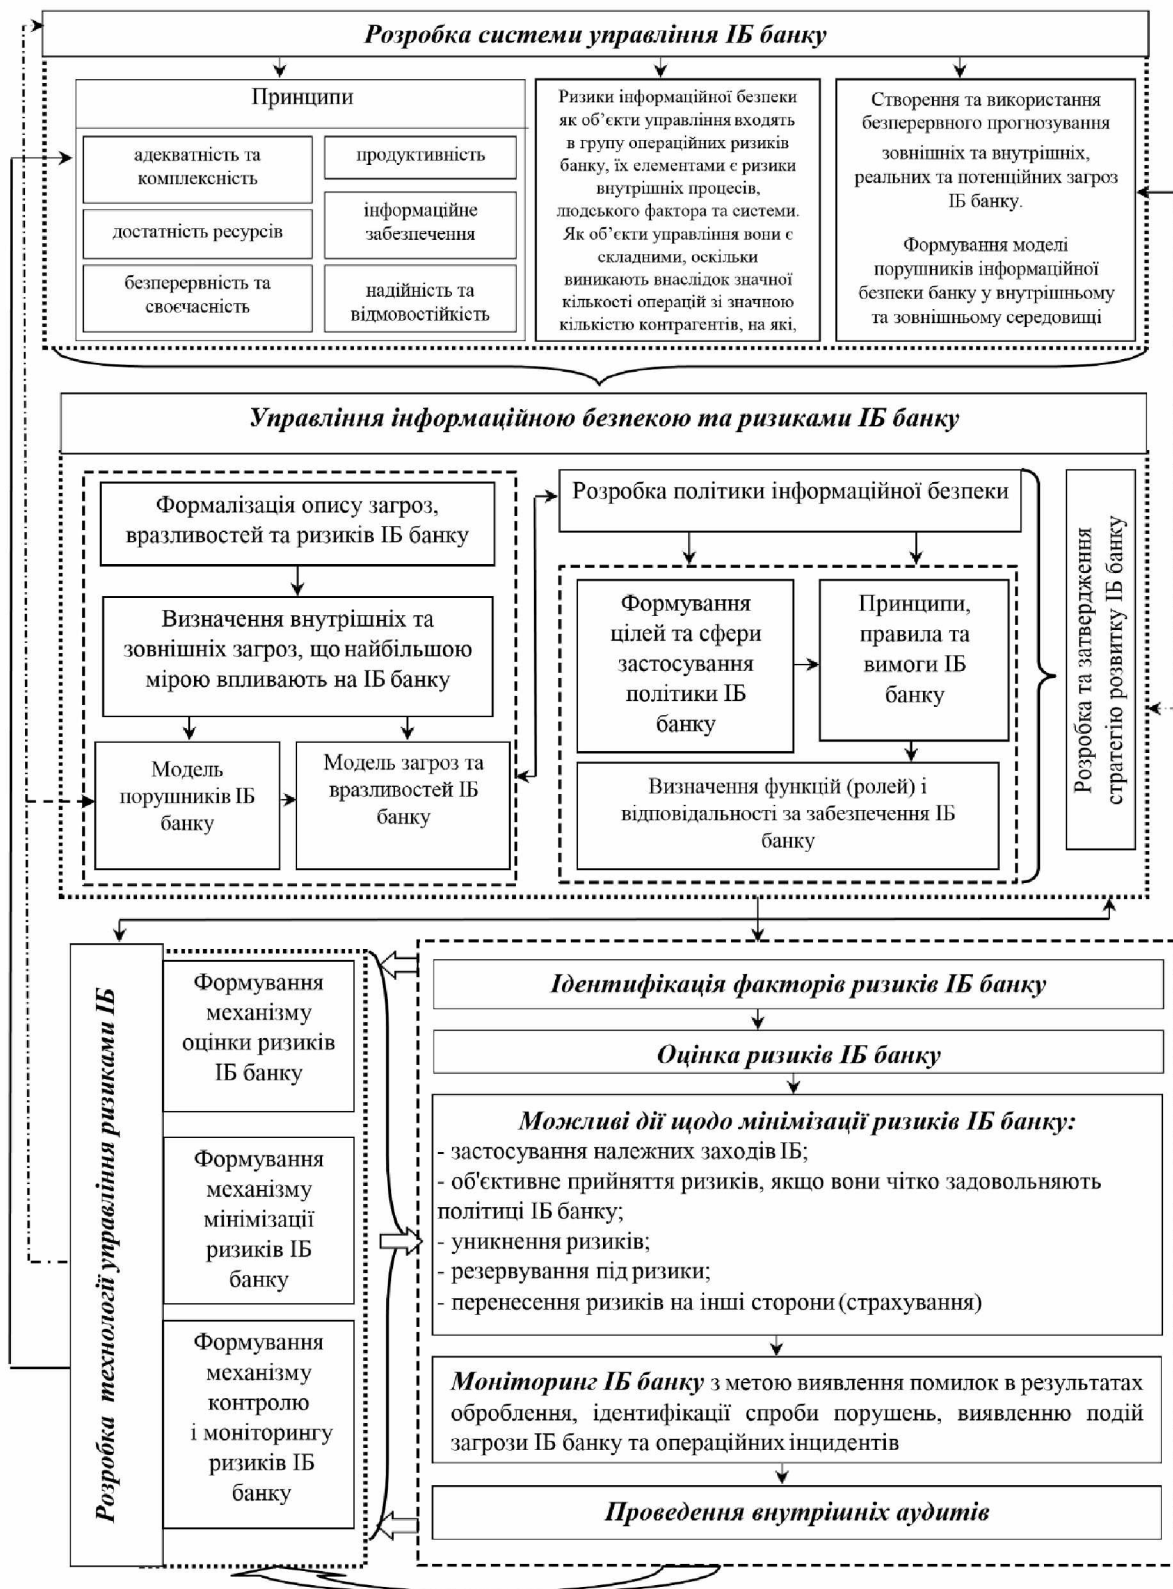 Розробка системи управління ІБ банку
Принципи
адекватність та
комплексність
продуктивність
достатність ресурсів
інформаційне
забезпечення
безперервність та
своєчасність
надійність та
відмовостійкість
Ризики інформаційної безпеки
як об’єкти управління входять
в групу операційних ризиків
банку, їх елементами є ризики
внутрішніх процесів,
людського фактора та системи.
Як об’єкти управління вони є
складними, оскільки
виникають внаслідок значної
кількості операцій зі значною
кількістю контрагентів, на які,
Створення та використання
безперервного прогнозування
зовнішніх та внутрішніх,
реальних та потенційних загроз
ІБ банку.
Формування моделі
порушників інформаційної
безпеки банку у внутрішньому
та зовнішньому середовищі
Управління інформаційною безпекою та ризиками ІБ банку
Формалізація опису загроз,
вразливостей та ризиків ІБ банку
Визначення внутрішніх та
зовнішніх загроз, що найбільшою
мірою впливають на ІБ банку
Модель
порушників ІБ
банку
Модель загроз та
вразливостей ІБ
банку
Розробка політики інформаційної безпеки
Формування
цілей та сфери
застосування
політики ІБ
банку
Принципи,
правила та
вимоги ІБ
банку
Визначення функцій (ролей) і
відповідальності за забезпечення ІБ
банку
Розробка та затвердження
стратегію розвитку ІБ банку
Розробка технології управління ризиками ІБ
Формування
механізму
оцінки ризиків
ІБ банку
Формування
механізму
мінімізації
ризиків ІБ
банку
Формування
механізму
контролю
і моніторингу
ризиків ІБ
банку
Ідентифікація факторів ризиків ІБ банку
Оцінка ризиків ІБ банку
Можливі дії щодо мінімізації ризиків ІБ банку:
- застосування належних заходів ІБ;
- об'єктивне прийняття ризиків, якщо вони чітко задовольняють
політиці ІБ банку;
- уникнення ризиків;
- резервування під ризики;
- перенесення ризиків на інші сторони (страхування)
Моніторинг ІБ банку з метою виявлення помилок в результатах
оброблення, ідентифікації спроби порушень, виявленню подій
загрози ІБ банку та операційних інцидентів
Проведення внутрішніх аудитів